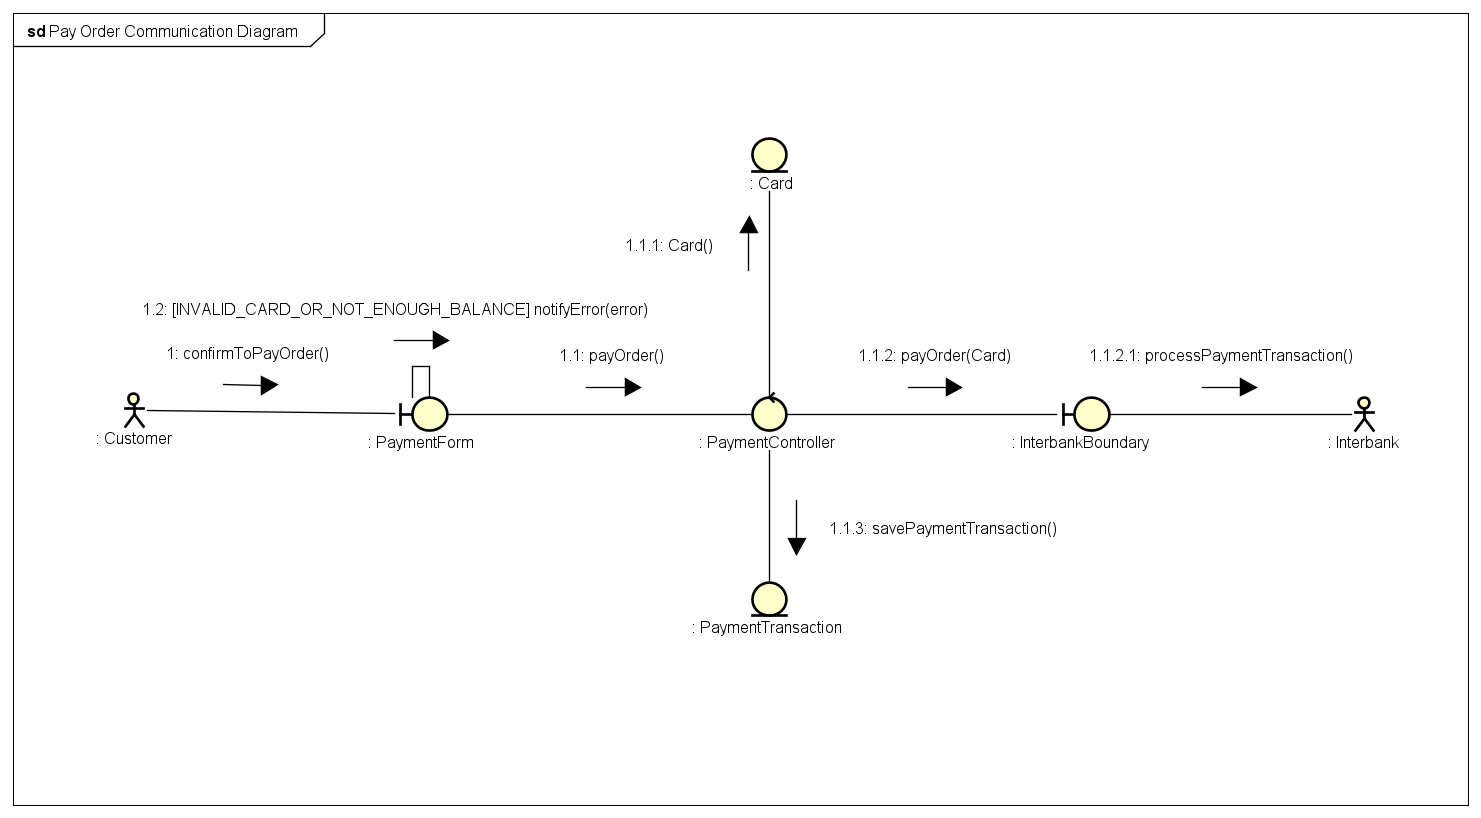 sd Pay Order Communication Diagram
: Card
1.1.1: Card()
1.2: [INVALID_CARD_OR_NOT_ENOUGH_BALANCE] notifyError(error)
1: confirmToPayOrder()
1.1: payOrder()
1.1.2: payOrder(Card)
1.1.2.1: processPaymentTransaction()
: Customer
: PaymentForm
: PaymentController
: InterbankBoundary
: Interbank
1.1.3: savePaymentTransaction()
: PaymentTransaction